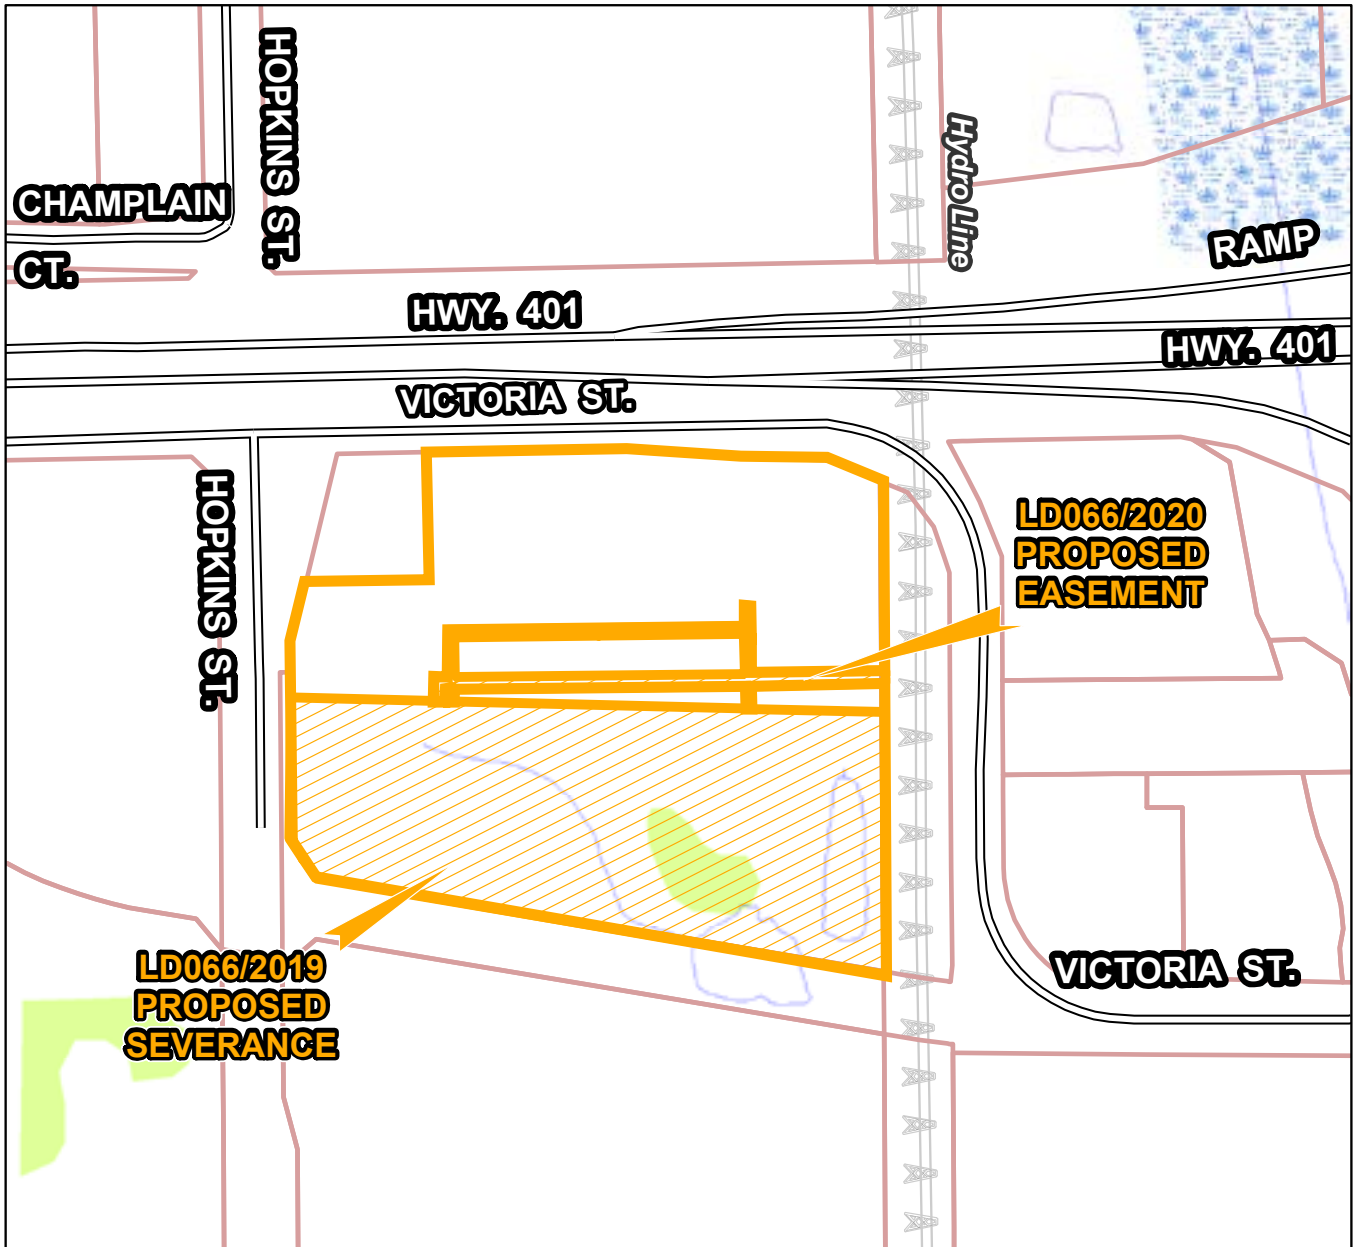 HOPKINS ST.
CHAMPLAIN
CT.
Hydro Line
RAMP
HWY. 401
HWY. 401
VICTORIA ST.
HOPKINS ST.
LD066/2020
PROPOSED
EASEMENT
LD066/2019
PROPOSED
SEVERANCE
VICTORIA ST.